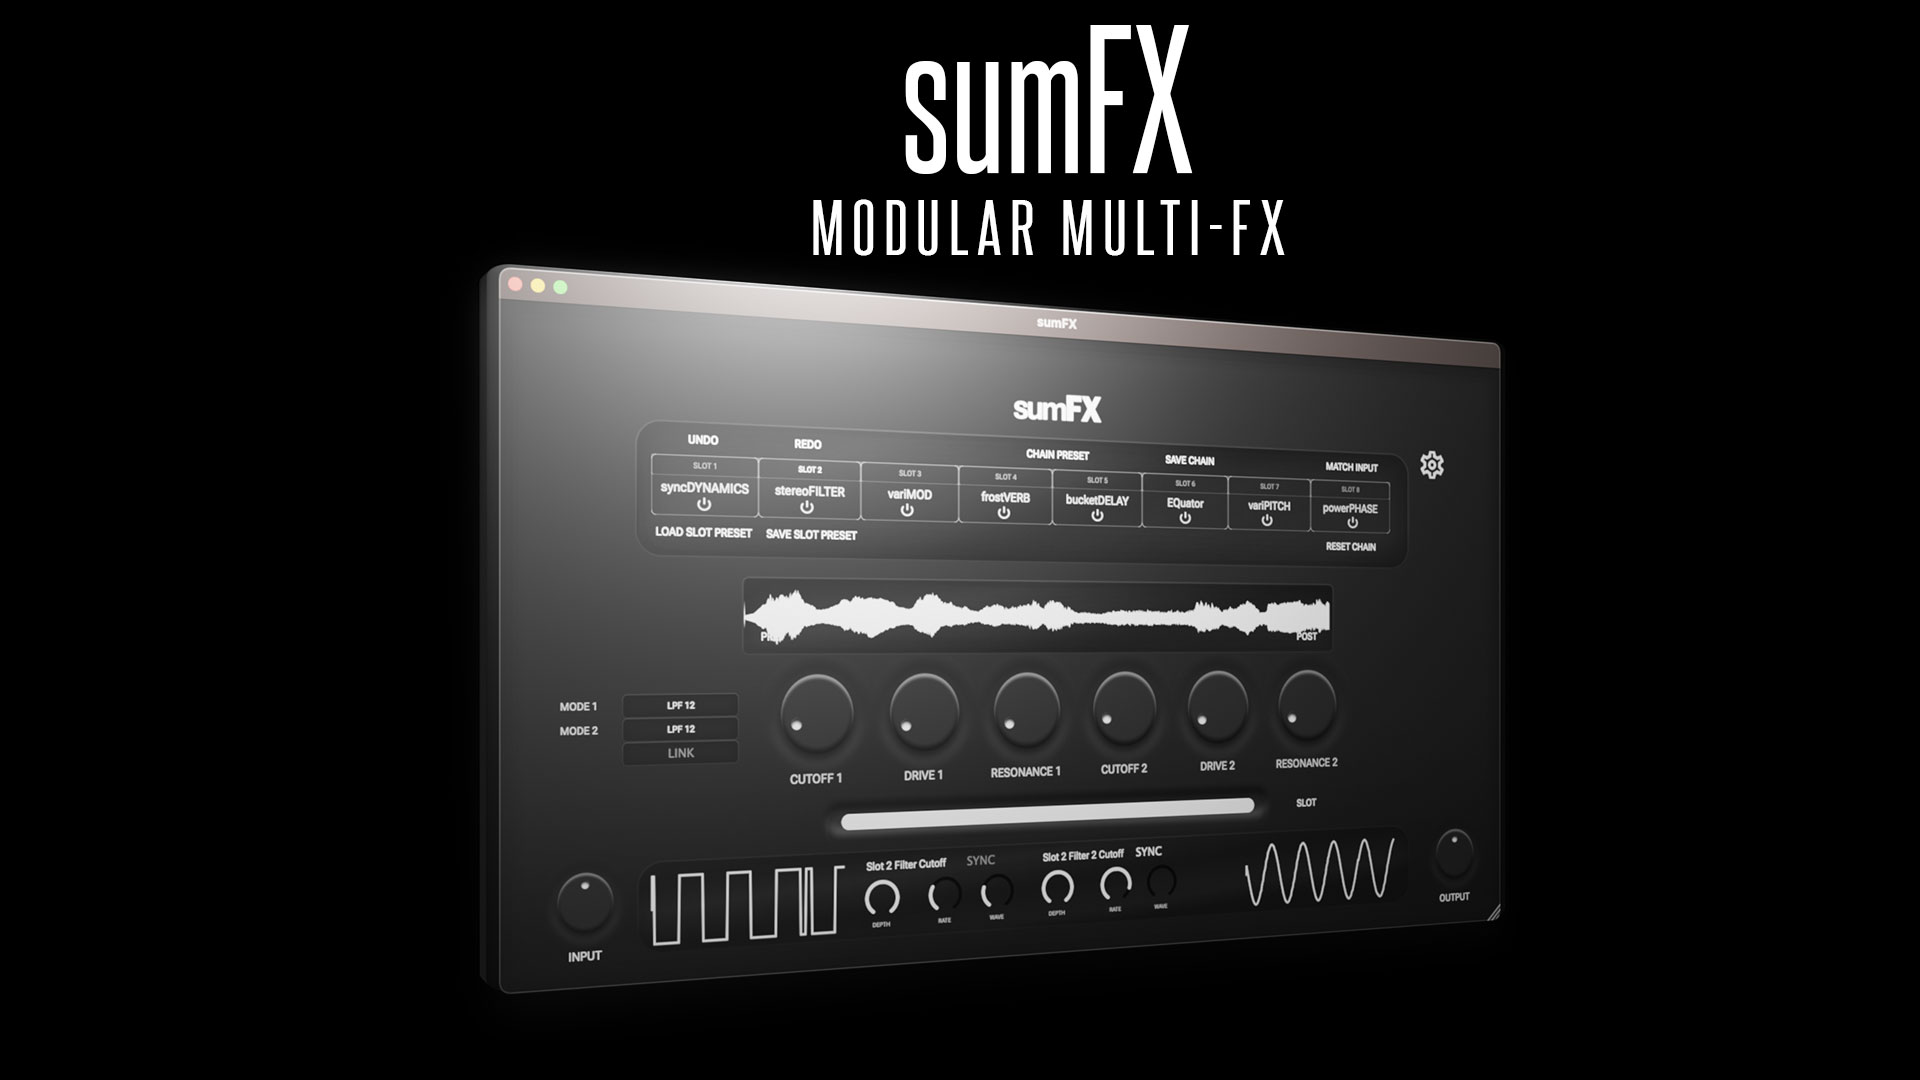 sumFX
MODULAR MULTI-FX
sumFX
sumFX
UNDO REDO CHAIN PRESET SAVE CHAIN MATCH INPUT
SLOT 1 SLOT 2 SLOT 3 SLOT 4 SLOT 5 SLOT 6 SLOT 7 SLOT 8
syncDYNAMICS stereoFILTER variMOD frostVERB bucketDELAY EQuator variPITCH powerPHASE
LOAD SLOT PRESET SAVE SLOT PRESET RESET CHAIN
POST
MODE 1 LPF 12
MODE 2 LPF 12
LINK
CUTOFF 1 DRIVE 1 RESONANCE 1 CUTOFF 2 DRIVE 2 RESONANCE 2
SLOT
Slot 2 Filter Cutoff SYNC Slot 2 Filter 2 Cutoff SYNC
DEPTH RATE WAVE DEPTH RATE WAVE
INPUT OUTPUT